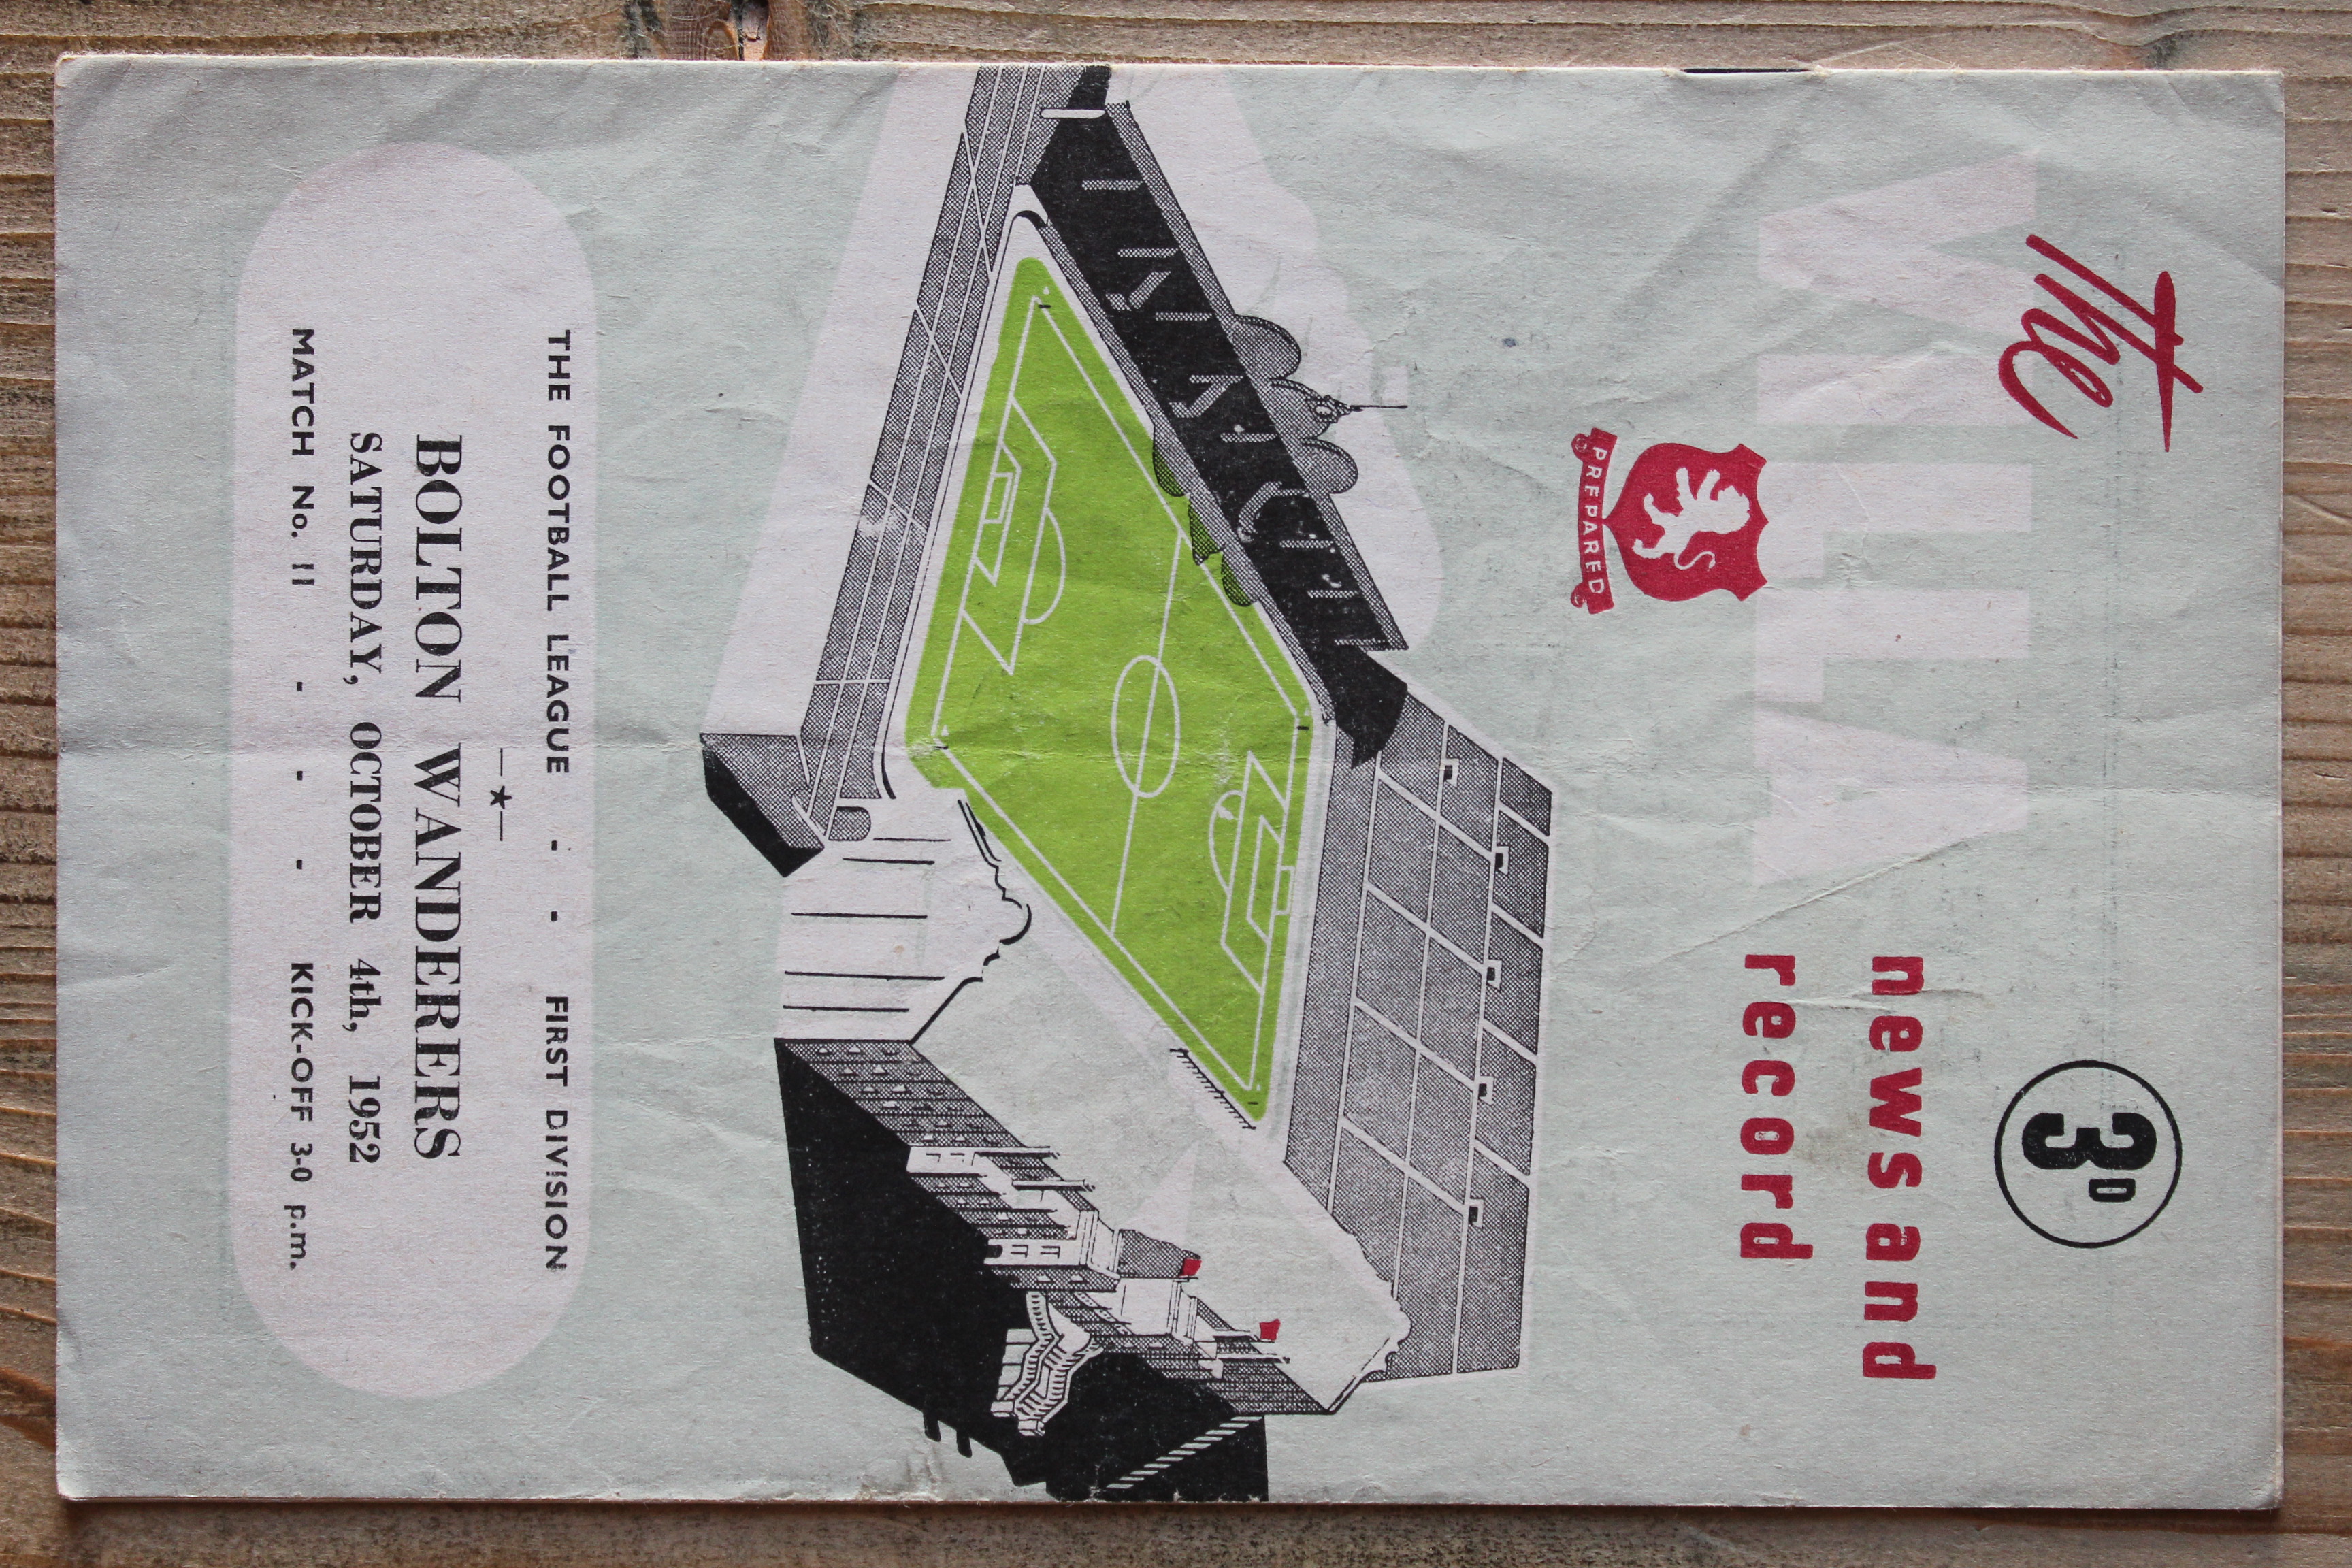 The
3D
VILLA
news and
record
PREPARED
THE FOOTBALL LEAGUE - - FIRST DIVISION
BOLTON WANDERERS
SATURDAY, OCTOBER 4th, 1952
MATCH No. 11 - - - KICK-OFF 3-0 p.m.